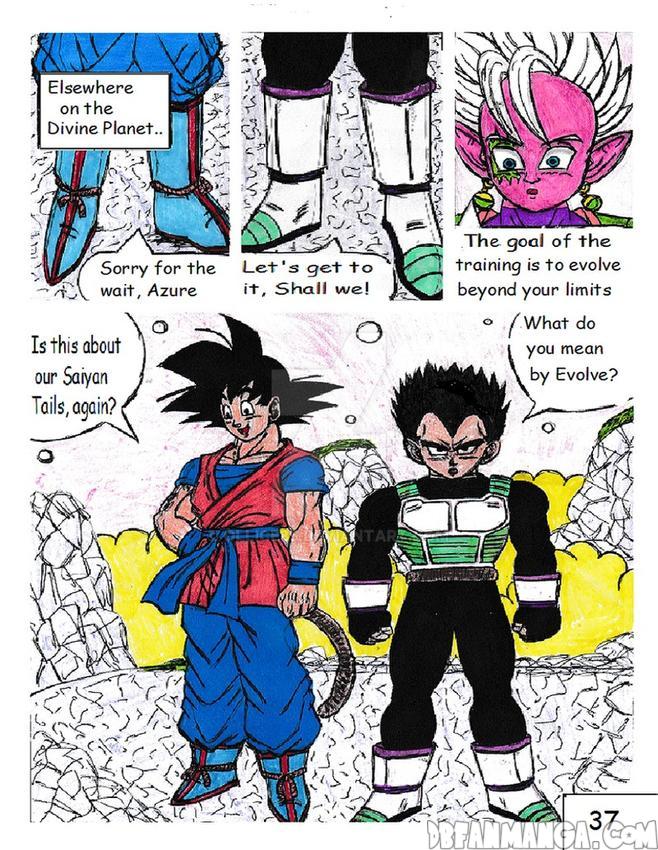 Elsewhere
on the
Divine Planet..
Sorry for the
wait, Azure
Let's get to
it, Shall we!
The goal of the
training is to evolve
beyond your limits
Is this about
our Saiyan
Tails, again?
What do
you mean
by Evolve?
37
DBFANMANGA.COM